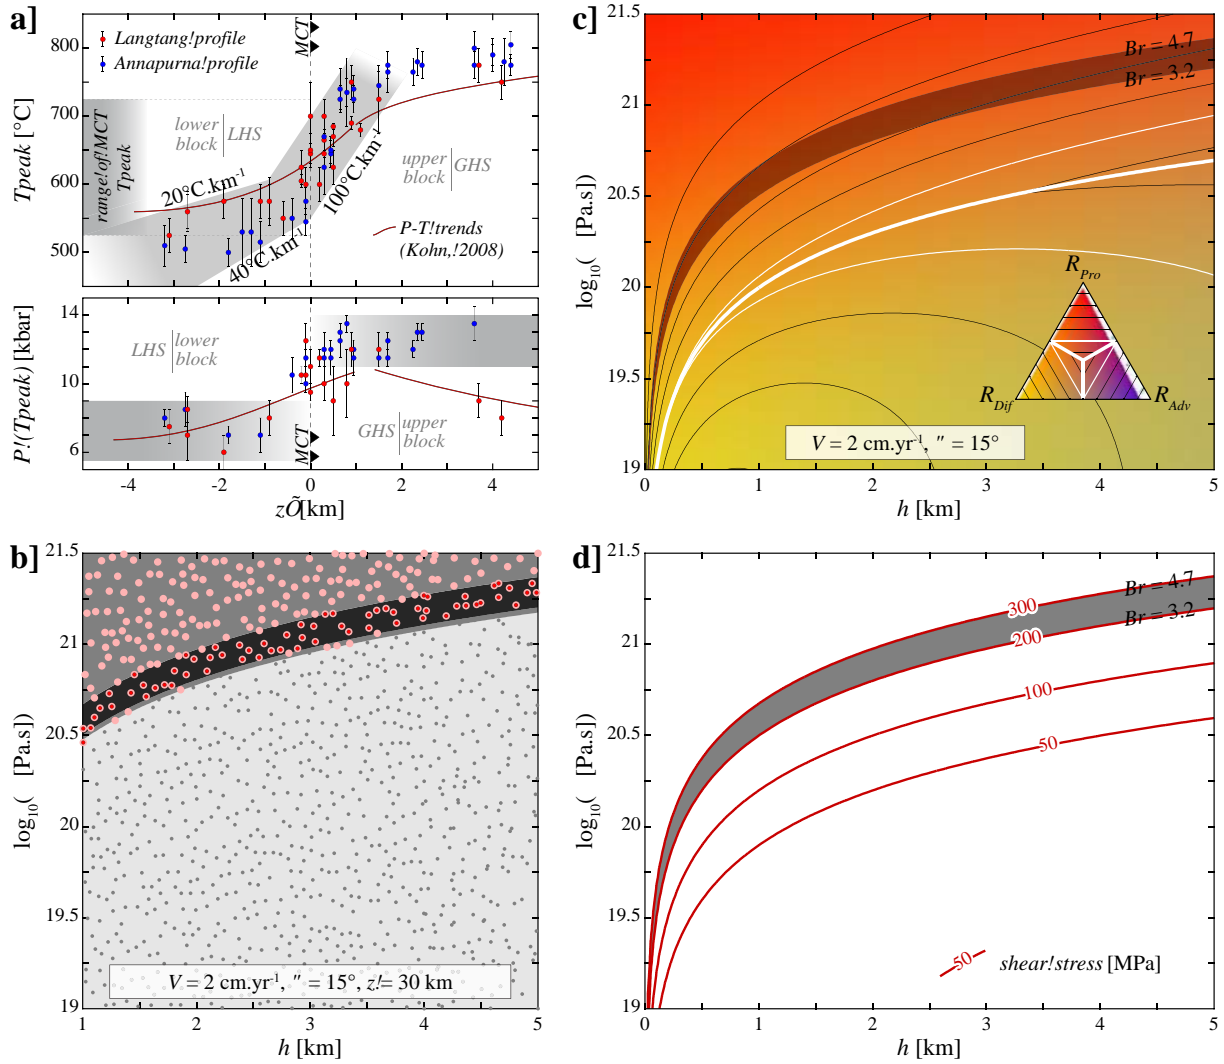 a]
MCT
800
700
600
500
Tpeak [°C]
Langtang!profile
Annapurna!profile
range!of!MCT
Tpeak
lower
block
LHS
upper
block
GHS
20°C.km⁻¹
40°C.km⁻¹
100°C.km⁻¹
P-T!trends
(Kohn,!2008)
14
12
10
8
6
P!(Tpeak) [kbar]
LHS
lower
block
GHS
upper
block
MCT
-4
-2
0
2
4
zÕ[km]
c]
21.5
21
20.5
20
19.5
19
log₁₀( [Pa.s])
Br = 4.7
Br = 3.2
R_Pro
R_Dif
R_Adv
V = 2 cm.yr⁻¹, " = 15°
0
1
2
3
4
5
h [km]
b]
21.5
21
20.5
20
19.5
19
log₁₀( [Pa.s])
V = 2 cm.yr⁻¹, " = 15°, z!= 30 km
1
2
3
4
5
h [km]
d]
21.5
21
20.5
20
19.5
19
log₁₀( [Pa.s])
Br = 4.7
Br = 3.2
300
200
100
50
50
shear!stress [MPa]
0
1
2
3
4
5
h [km]